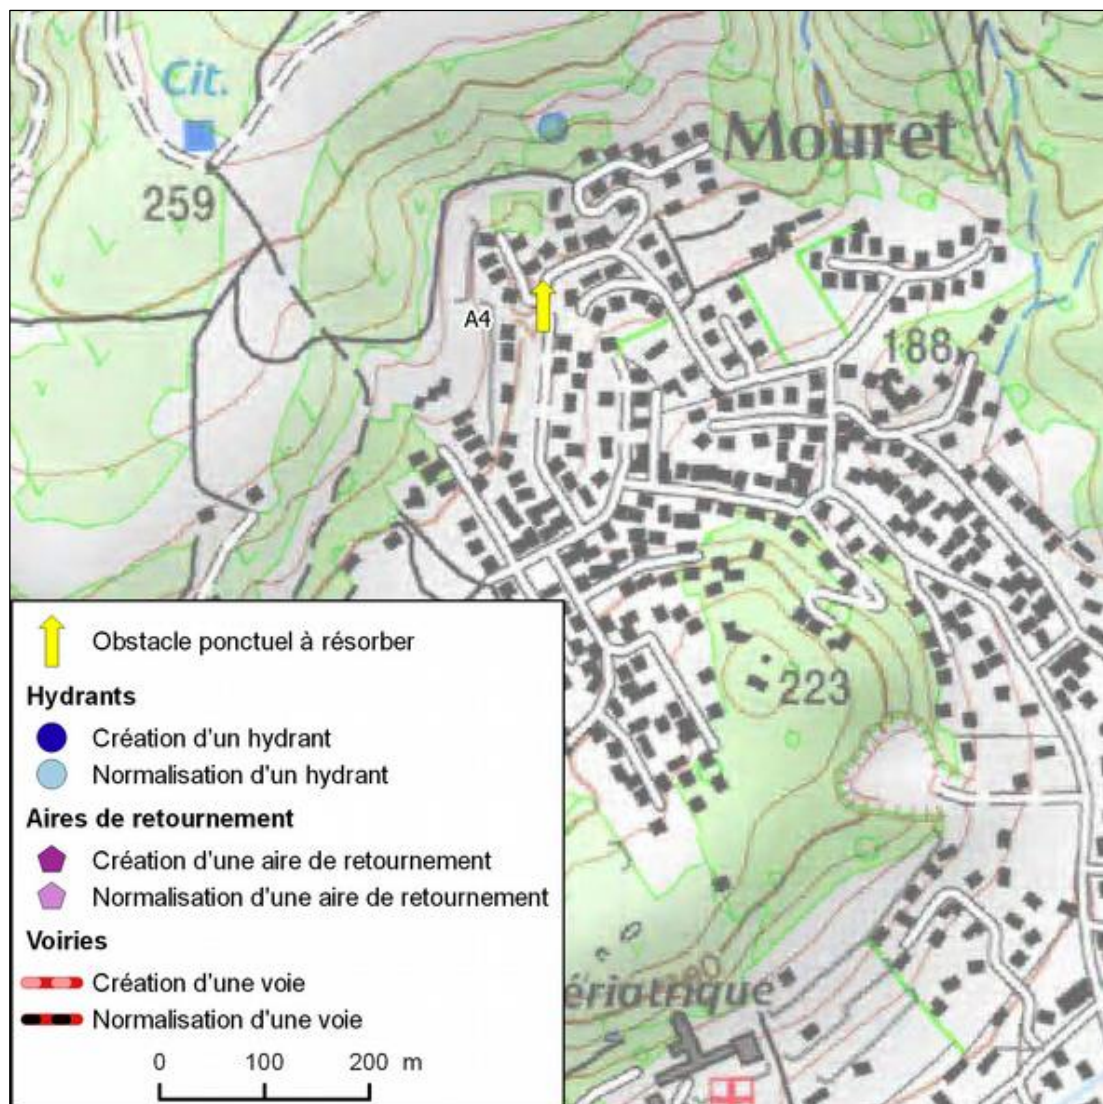 Cit.
Mouret
259
A4
188
223
Obstacle ponctuel à résorber
Hydrants
Création d'un hydrant
Normalisation d'un hydrant
Aires de retournement
Création d'une aire de retournement
Normalisation d'une aire de retournement
Voiries
Création d'une voie
Normalisation d'une voie
0 100 200 m
ériatrique